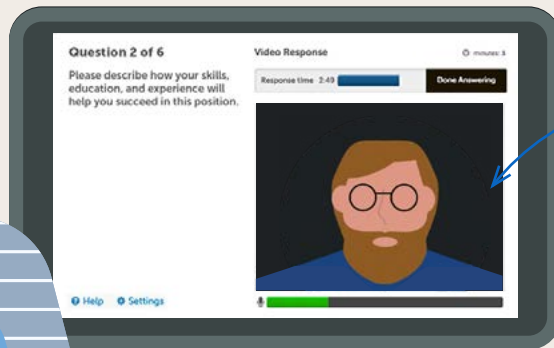 Question 2 of 6
Please describe how your skills,
education, and experience will
help you succeed in this position.
Video Response
minutes: 3
Response time 2:49
Done Answering
Help
Settings